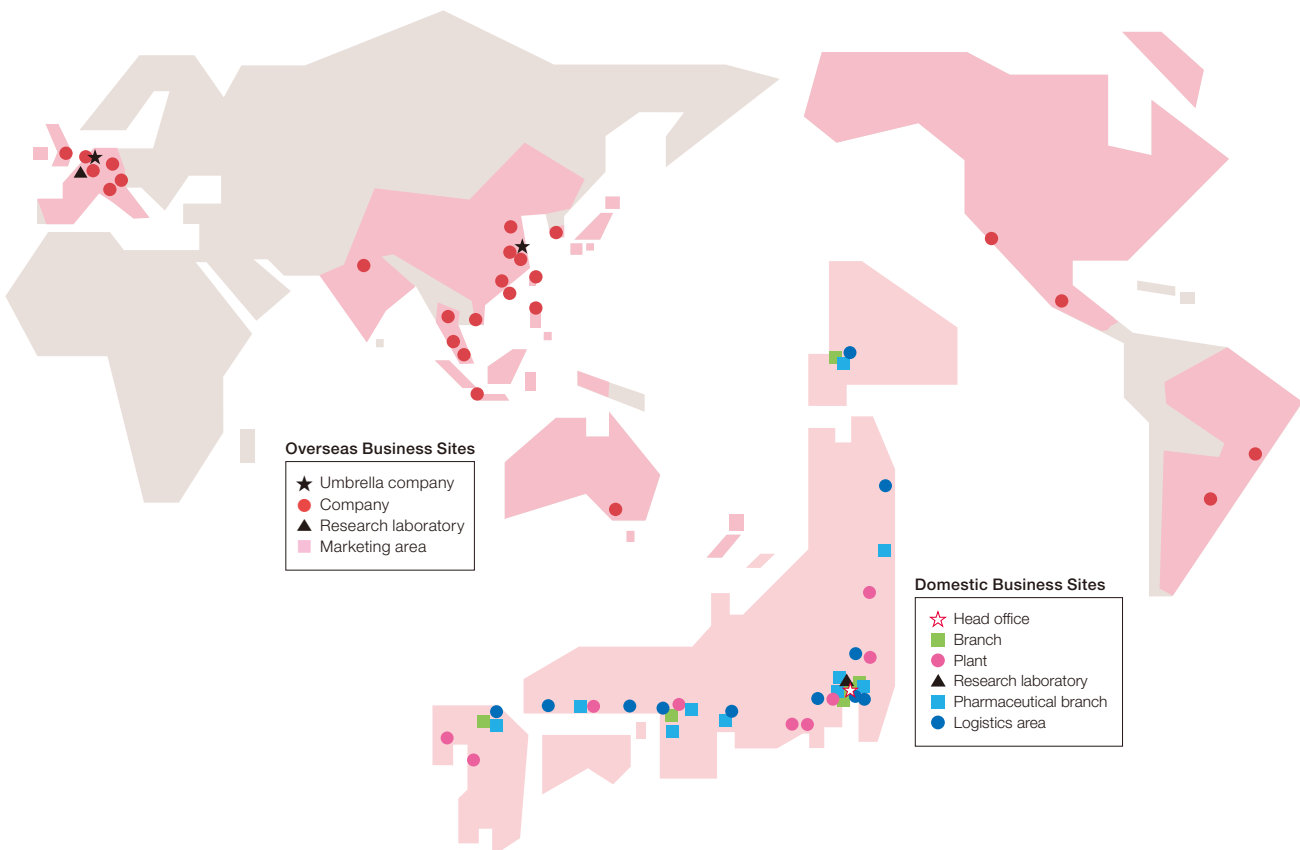 Overseas Business Sites
Umbrella company
Company
Research laboratory
Marketing area
Domestic Business Sites
Head office
Branch
Plant
Research laboratory
Pharmaceutical branch
Logistics area